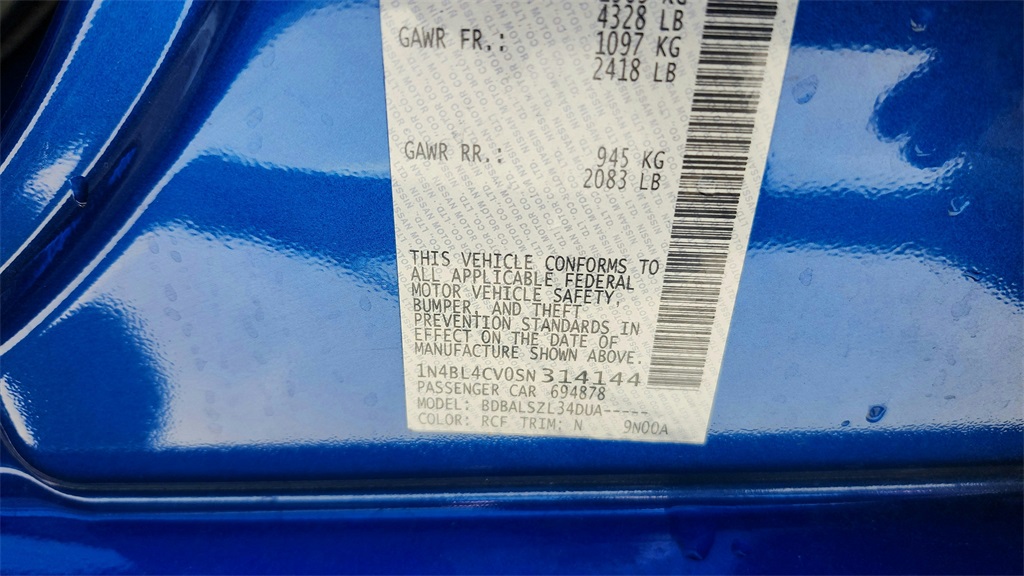 4328 LB
GAWR FR.: 1097 KG
2418 LB
GAWR RR.: 945 KG
2083 LB
THIS VEHICLE CONFORMS TO
ALL APPLICABLE FEDERAL
MOTOR VEHICLE SAFETY,
BUMPER, AND THEFT
PREVENTION STANDARDS IN
EFFECT ON THE DATE OF
MANUFACTURE SHOWN ABOVE.
1N4BL4CV0SN314144
PASSENGER CAR 694878
MODEL: BDBALSZL34DUA-----
COLOR: RCF TRIM: N 9N00A